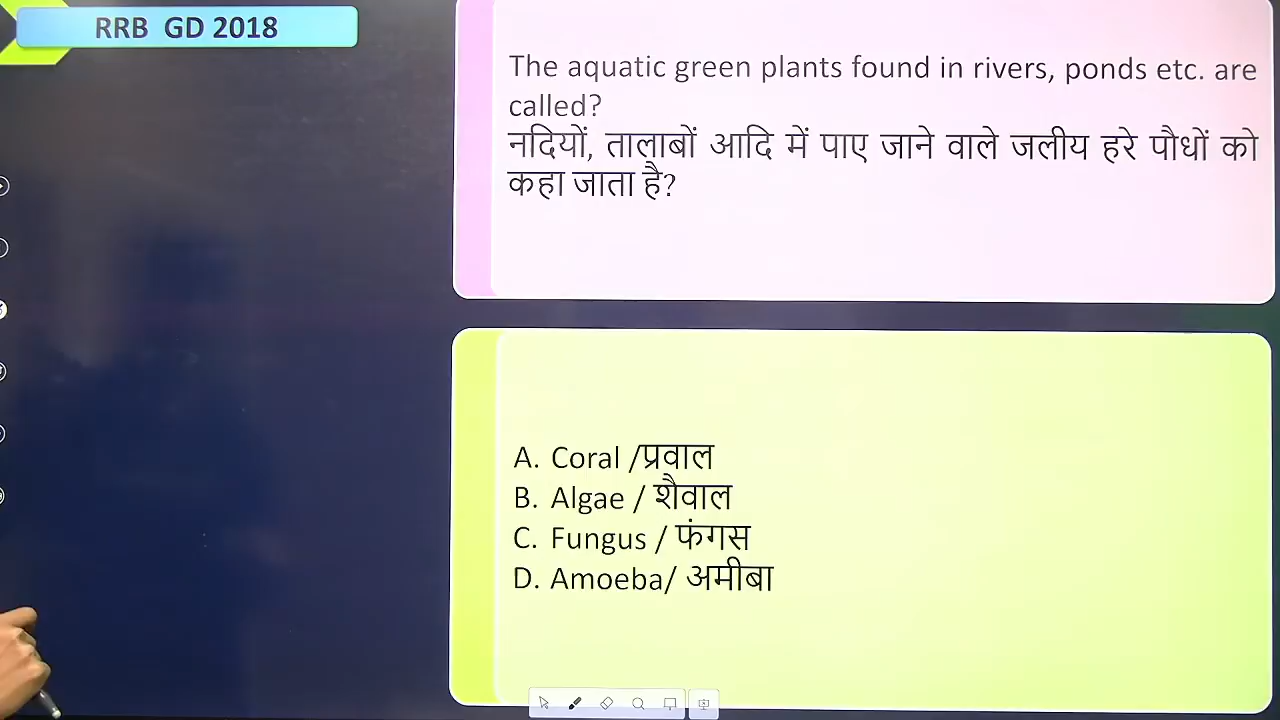 RRB GD 2018
The aquatic green plants found in rivers, ponds etc. are
called?
नदियों, तालाबों आदि में पाए जाने वाले जलीय हरे पौधों को
कहा जाता है?
A. Coral /प्रवाल
B. Algae / शैवाल
C. Fungus / फंगस
D. Amoeba/ अमीबा